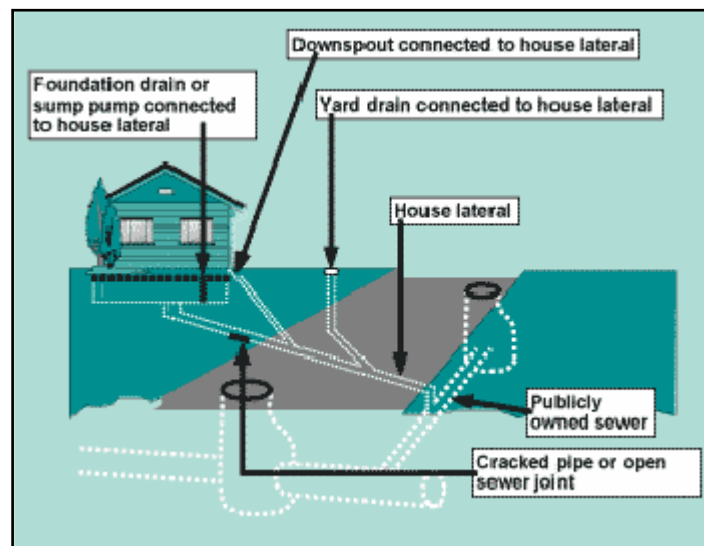 Downspout connected to house lateral
Foundation drain or
sump pump connected
to house lateral
Yard drain connected to house lateral
House lateral
Publicly
owned sewer
Cracked pipe or open
sewer joint